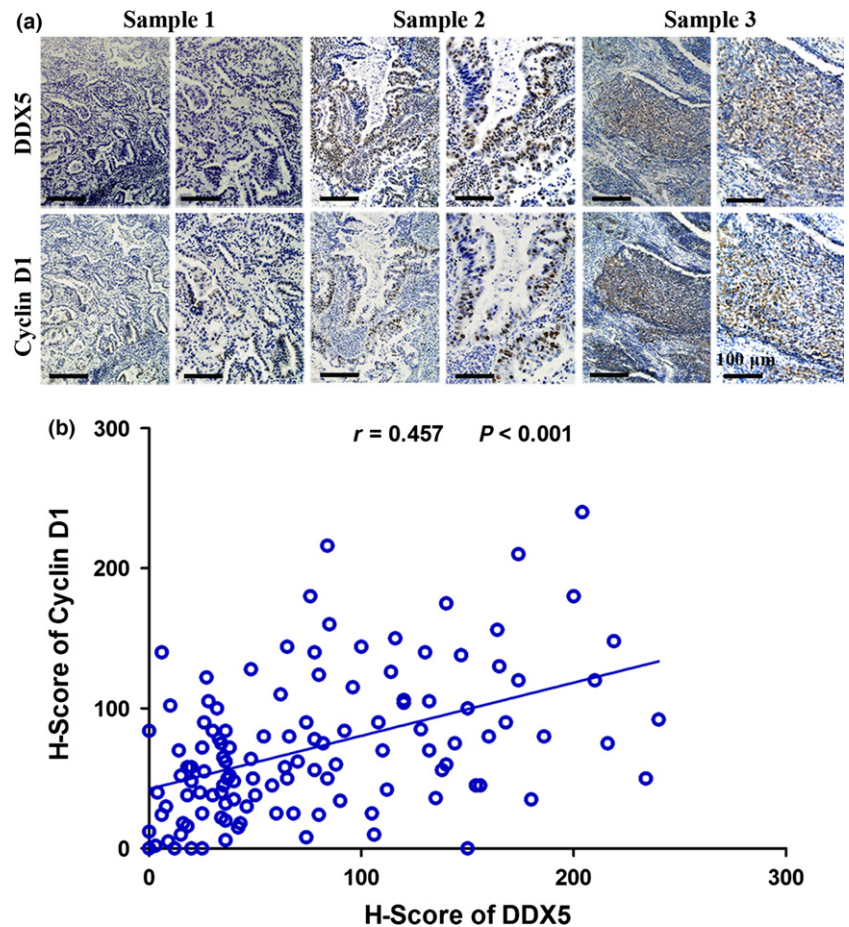 (a) Sample 1 Sample 2 Sample 3
DDX5
Cyclin D1
100 µm
(b)
r = 0.457 P < 0.001
H-Score of Cyclin D1
300
200
100
0
0 100 200 300
H-Score of DDX5